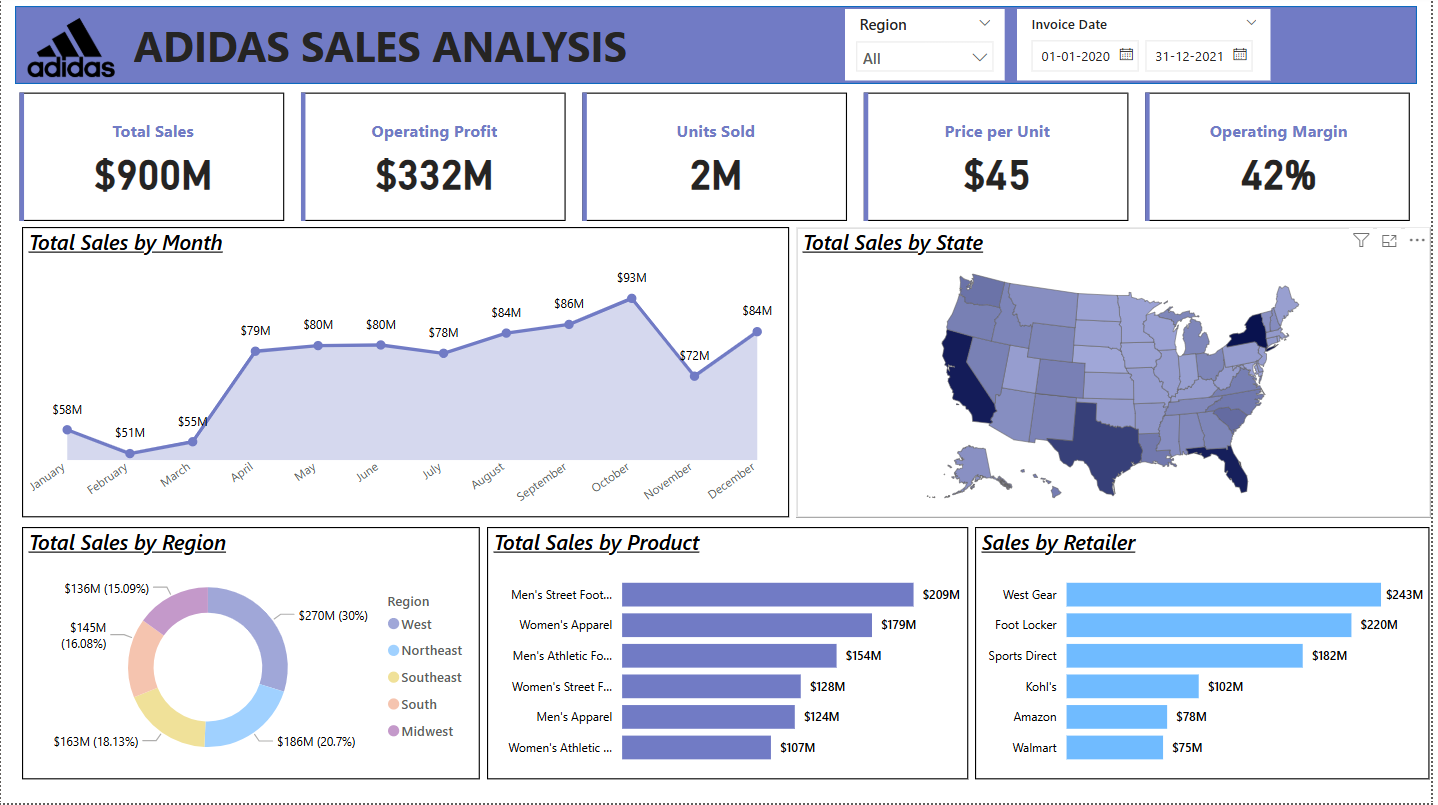 adidas
ADIDAS SALES ANALYSIS
Region
All
Invoice Date
01-01-2020
31-12-2021
Total Sales
$900M
Operating Profit
$332M
Units Sold
2M
Price per Unit
$45
Operating Margin
42%
Total Sales by Month
$58M
$51M
$55M
$79M
$80M
$80M
$78M
$84M
$86M
$93M
$72M
$84M
January
February
March
April
May
June
July
August
September
October
November
December
Total Sales by State
Total Sales by Region
$136M (15.09%)
$145M
(16.08%)
$163M (18.13%)
$270M (30%)
$186M (20.7%)
Region
West
Northeast
Southeast
South
Midwest
Total Sales by Product
Men's Street Foot... $209M
Women's Apparel $179M
Men's Athletic Fo... $154M
Women's Street F... $128M
Men's Apparel $124M
Women's Athletic ... $107M
Sales by Retailer
West Gear $243M
Foot Locker $220M
Sports Direct $182M
Kohl's $102M
Amazon $78M
Walmart $75M